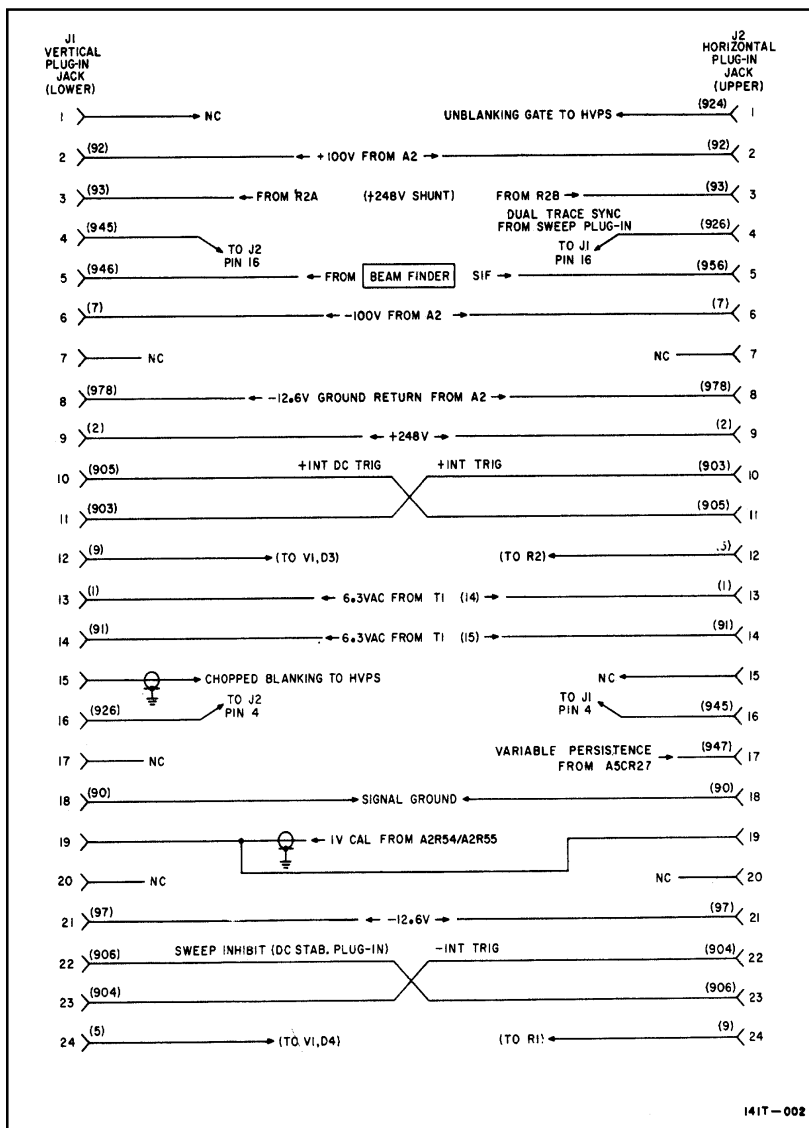 J1
VERTICAL
PLUG-IN
JACK
(LOWER)
J2
HORIZONTAL
PLUG-IN
JACK
(UPPER)
1 NC UNBLANKING GATE TO HVPS (924) 1
2 (92) +100V FROM A2 (92) 2
3 (93) FROM R2A (+248V SHUNT) FROM R2B (93) 3
DUAL TRACE SYNC
FROM SWEEP PLUG-IN
4 (945) TO J2 PIN 16 TO J1 PIN 16 (926) 4
5 (946) FROM BEAM FINDER S1F (956) 5
6 (7) -100V FROM A2 (7) 6
7 NC NC 7
8 (978) -12.6V GROUND RETURN FROM A2 (978) 8
9 (2) +248V (2) 9
10 (905) +INT DC TRIG +INT TRIG (903) 10
11 (903) (905) 11
12 (9) (TO V1,D3) (TO R2) 12
13 (1) 6.3VAC FROM T1 (14) (1) 13
14 (91) 6.3VAC FROM T1 (15) (91) 14
15 CHOPPED BLANKING TO HVPS NC 15
16 (926) TO J2 PIN 4 TO J1 PIN 4 (945) 16
17 NC VARIABLE PERSISTENCE FROM A5CR27 (947) 17
18 (90) SIGNAL GROUND (90) 18
19 1V CAL FROM A2R54/A2R55 19
20 NC NC 20
21 (97) -12.6V (97) 21
22 (906) SWEEP INHIBIT (DC STAB. PLUG-IN) -INT TRIG (904) 22
23 (904) (906) 23
24 (5) (TO V1,D4) (TO R1) (9) 24
141T-002